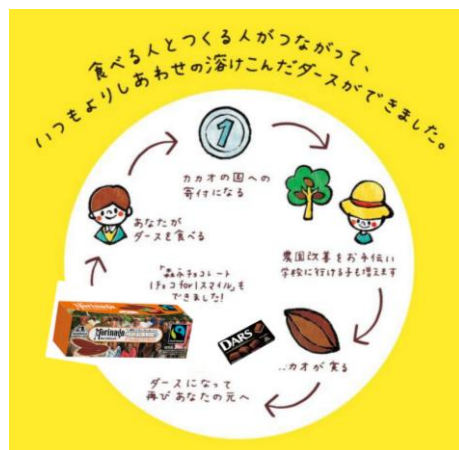 食べる人とつくる人がつながって、
いつもよりしあわせの溶けこんだダースができました。
1
カカオの国への
寄付になる
あなたが
ダースを食べる
農園改善をお手伝い
学校に行ける子も増えます
「森永チョコレート
1チョコ for 1スマイル」も
できました!
morinaga
DARS
..カオが実る
ダースになって
再びあなたの元へ